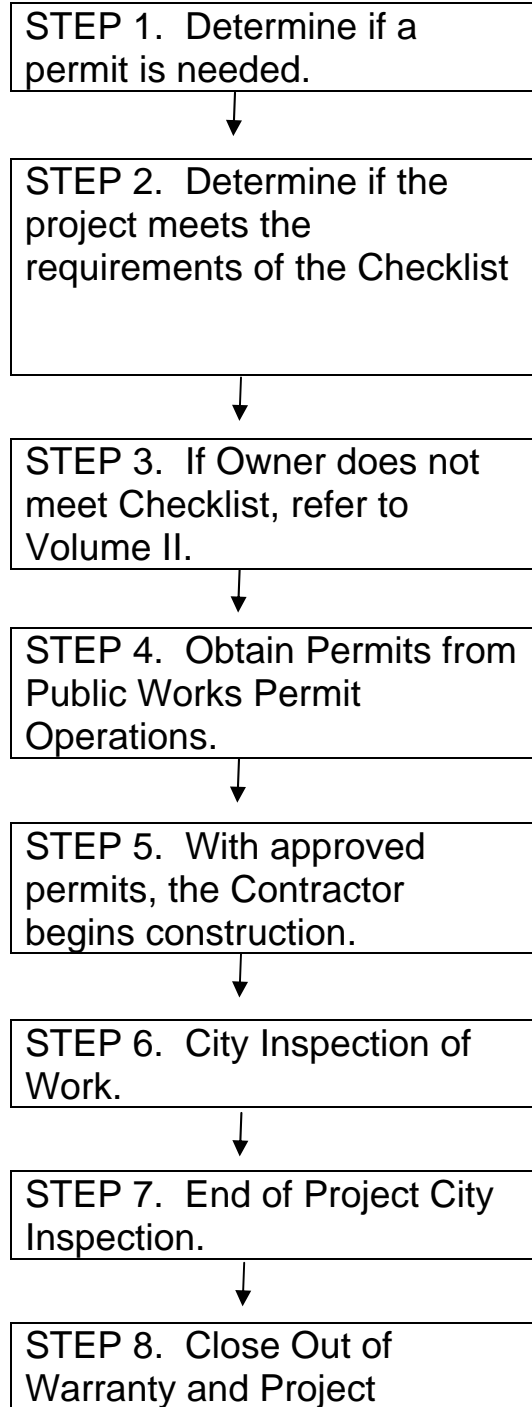 STEP 1.  Determine if a
permit is needed.
STEP 2.  Determine if the
project meets the
requirements of the Checklist
STEP 3.  If Owner does not
meet Checklist, refer to
Volume II.
STEP 4.  Obtain Permits from
Public Works Permit
Operations.
STEP 5.  With approved
permits, the Contractor
begins construction.
STEP 6.  City Inspection of
Work.
STEP 7.  End of Project City
Inspection.
STEP 8.  Close Out of
Warranty and Project